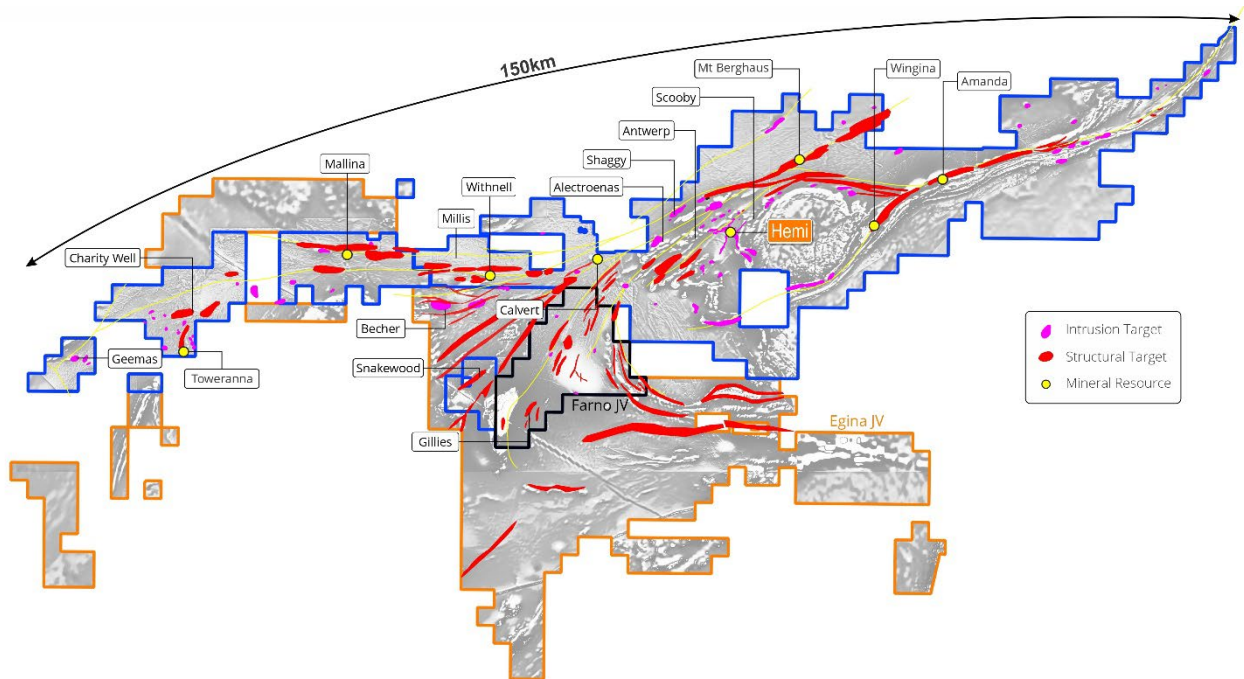 150km
Mt Berghaus
Wingina
Amanda
Scooby
Antwerp
Shaggy
Mallina
Withnell
Alectroenas
Millis
Hemi
Charity Well
Becher
Calvert
Geemas
Toweranna
Snakewood
Farno JV
Gillies
Egina JV
Intrusion Target
Structural Target
Mineral Resource